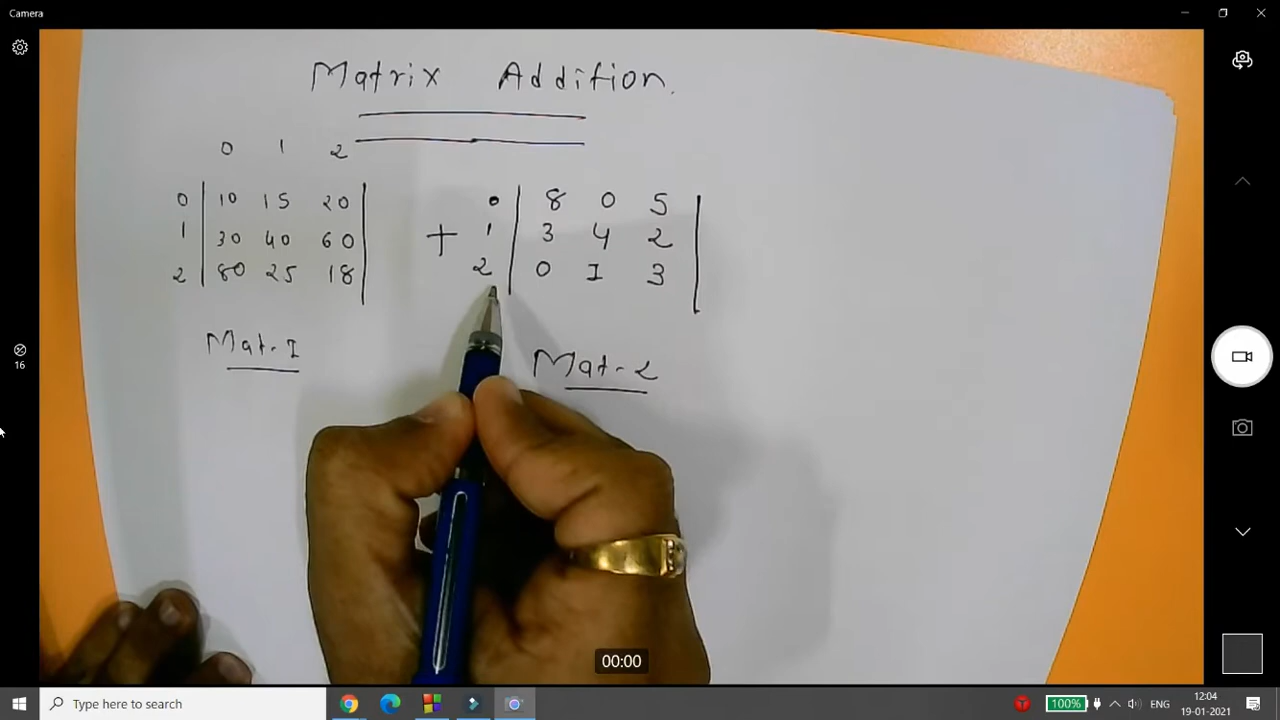 Camera
Matrix Addition.
0 1 2
0 10 15 20
1 30 40 60
2 80 25 18
Mat-I
+
0 8 0 5
1 3 4 2
2 0 1 3
Mat-2
16
00:00
Type here to search
100%
ENG
12:04
19-01-2021